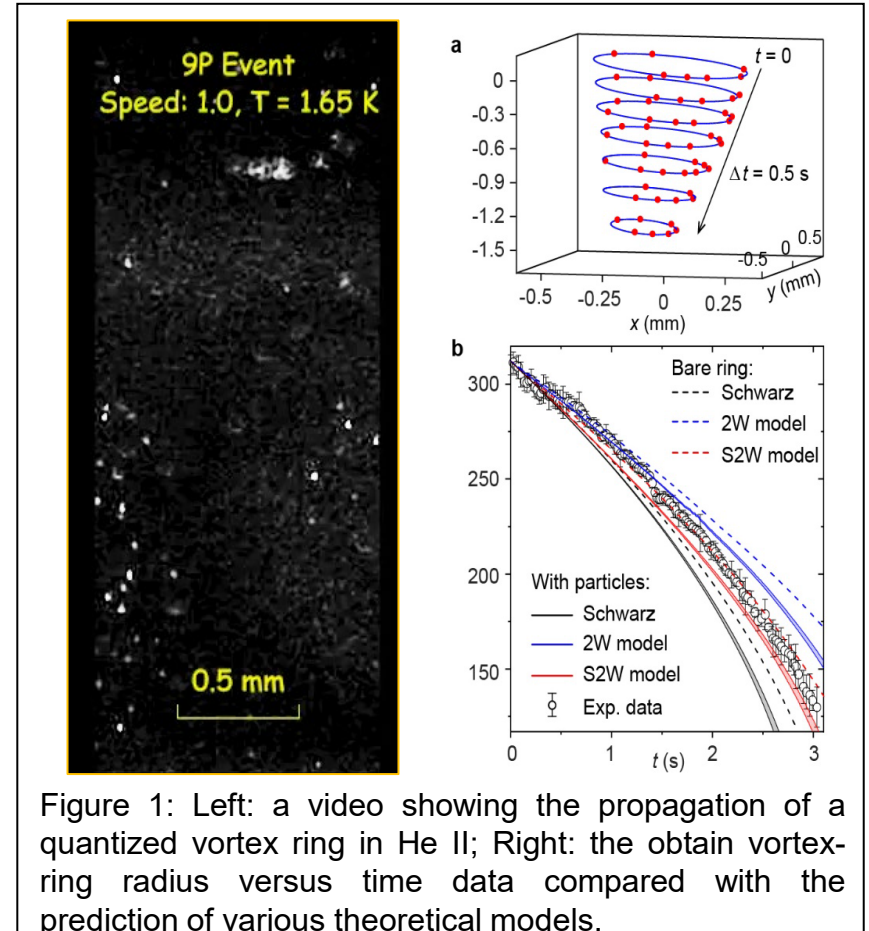 9P Event
Speed: 1.0, T = 1.65 K
0.5 mm
a
t = 0
0
-0.3
-0.6
-0.9
-1.2
-1.5
Δt = 0.5 s
-0.5 0 0.5
y (mm)
-0.5 -0.25 0 0.25
x (mm)
b
300
250
200
150
Bare ring:
Schwarz
2W model
S2W model
With particles:
Schwarz
2W model
S2W model
Exp. data
0 1 2 3
t (s)
Figure 1: Left: a video showing the propagation of a
quantized vortex ring in He II; Right: the obtain vortex-
ring radius versus time data compared with the
prediction of various theoretical models.